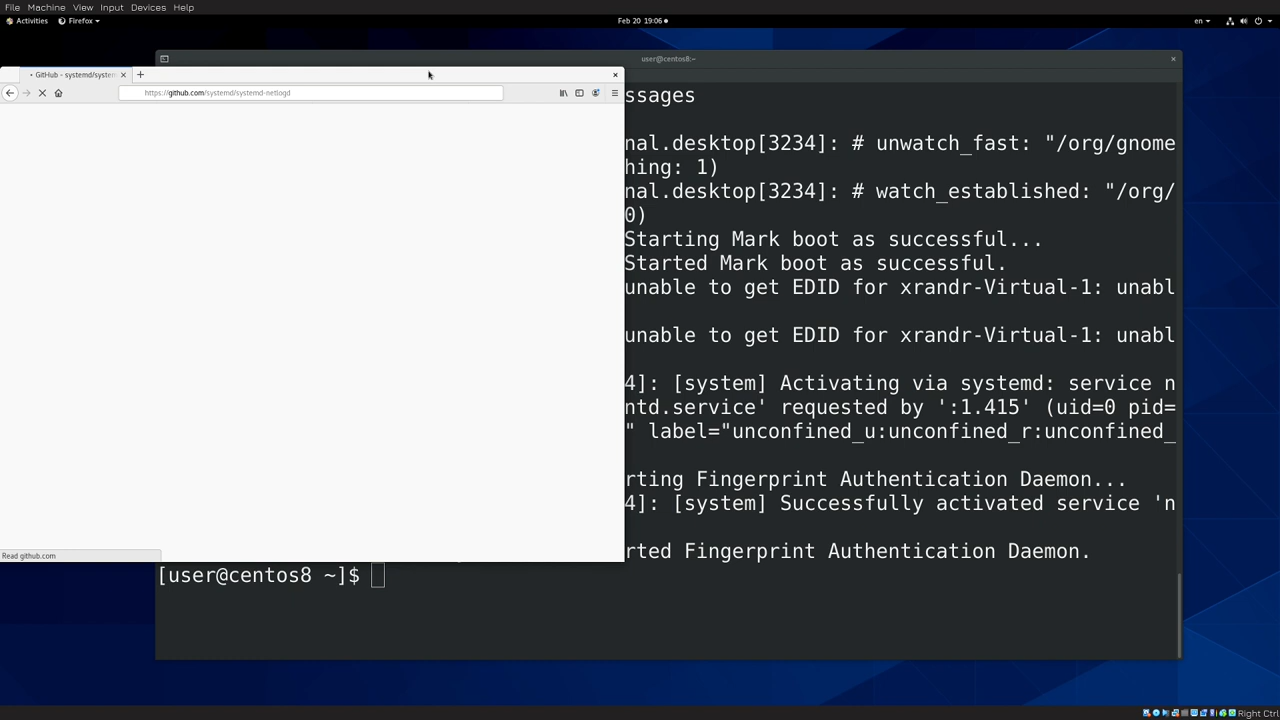 File Machine View Input Devices Help
Activities Firefox Feb 20 19:06 en
user@centos8:~
GitHub - systemd/system
https://github.com/systemd/systemd-netlogd
ssages
nal.desktop[3234]: # unwatch_fast: "/org/gnome
hing: 1)
nal.desktop[3234]: # watch_established: "/org/
0)
Starting Mark boot as successful...
Started Mark boot as successful.
unable to get EDID for xrandr-Virtual-1: unabl
unable to get EDID for xrandr-Virtual-1: unabl
4]: [system] Activating via systemd: service n
ntd.service' requested by ':1.415' (uid=0 pid=
" label="unconfined_u:unconfined_r:unconfined_
rting Fingerprint Authentication Daemon...
4]: [system] Successfully activated service 'n
rted Fingerprint Authentication Daemon.
Read github.com
[user@centos8 ~]$
Right Ctrl